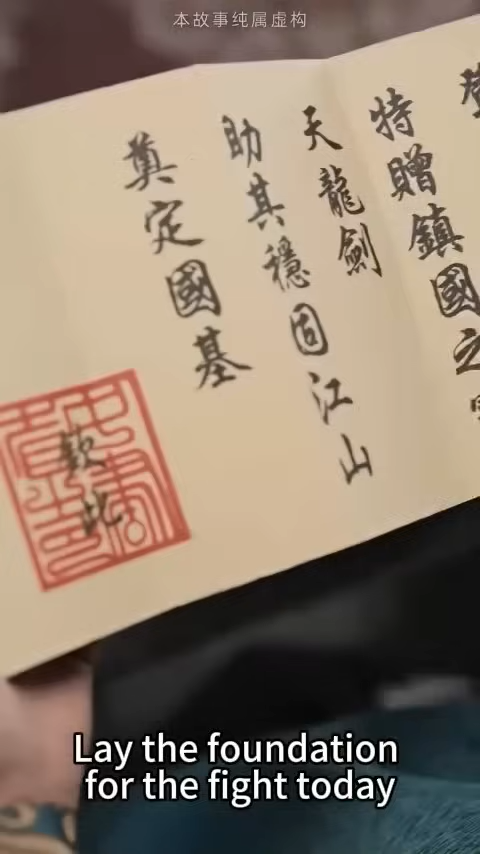 本故事纯属虚构
特贈鎮國之
天龍劍
助其穩固江山
奠定國基
欽此
Lay the foundation
for the fight today